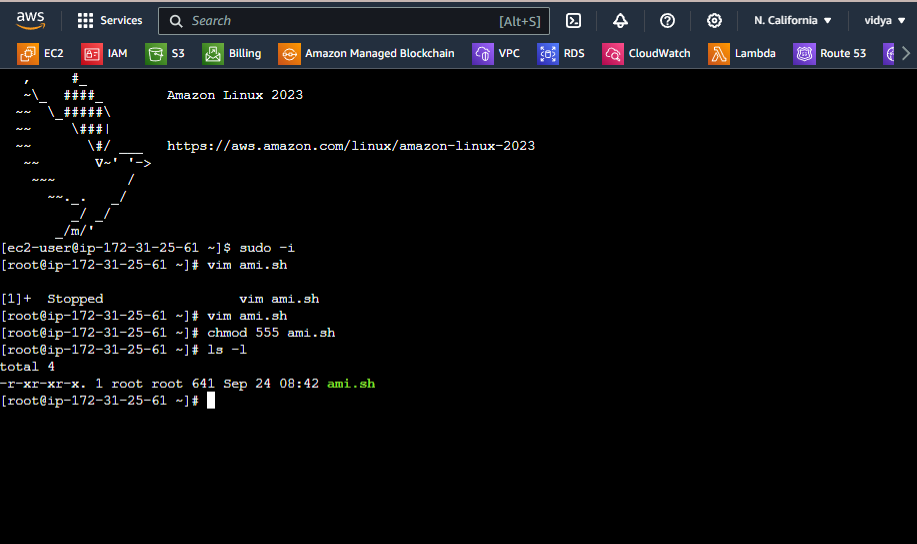 aws Services Search [Alt+S] N. California vidya
EC2 IAM S3 Billing Amazon Managed Blockchain VPC RDS CloudWatch Lambda Route 53
   ,     #_
   ~\_  ####_        Amazon Linux 2023
  ~~  \_#####\
  ~~     \###|
  ~~       \#/ ___   https://aws.amazon.com/linux/amazon-linux-2023
   ~~       V~' '->
    ~~~         /
      ~~._.   _/
         _/ _/
       _/m/'
[ec2-user@ip-172-31-25-61 ~]$ sudo -i
[root@ip-172-31-25-61 ~]# vim ami.sh
[1]+  Stopped                 vim ami.sh
[root@ip-172-31-25-61 ~]# vim ami.sh
[root@ip-172-31-25-61 ~]# chmod 555 ami.sh
[root@ip-172-31-25-61 ~]# ls -l
total 4
-r-xr-xr-x. 1 root root 641 Sep 24 08:42 ami.sh
[root@ip-172-31-25-61 ~]#